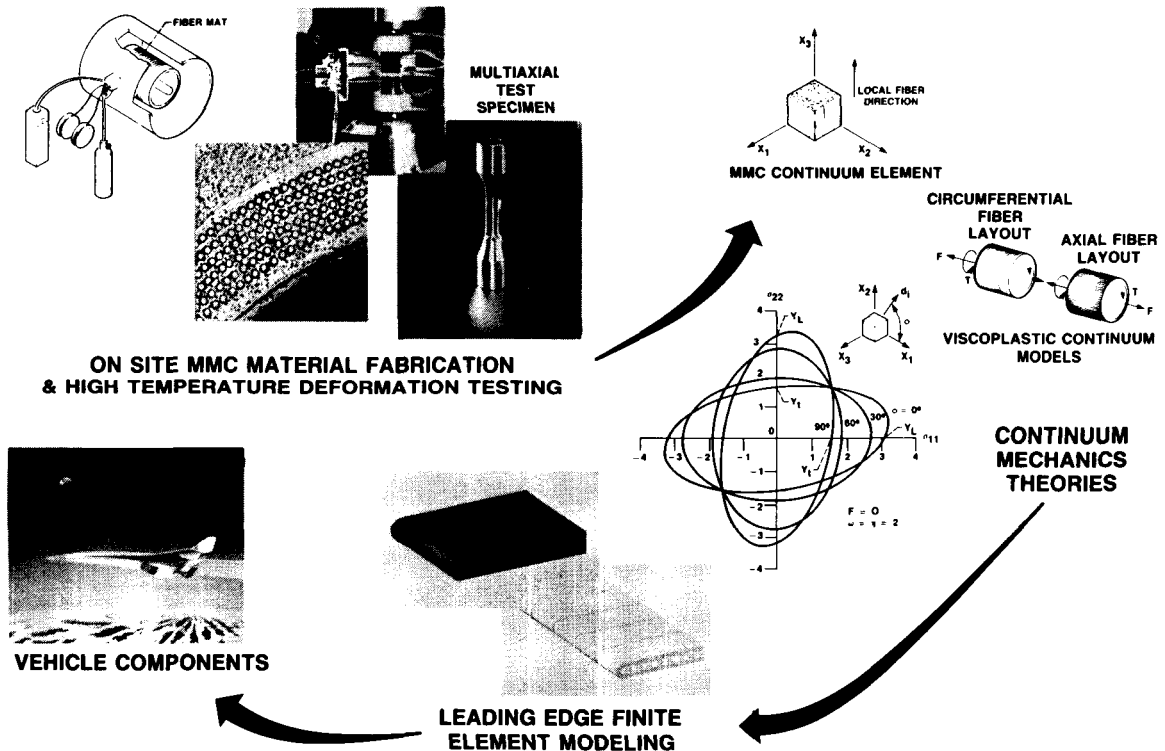 FIBER MAT
MULTIAXIAL
TEST
SPECIMEN
ON SITE MMC MATERIAL FABRICATION
& HIGH TEMPERATURE DEFORMATION TESTING
X3
LOCAL FIBER
DIRECTION
X1
X2
MMC CONTINUUM ELEMENT
CIRCUMFERENTIAL
FIBER
LAYOUT
AXIAL FIBER
LAYOUT
F
T
T
F
VISCOPLASTIC CONTINUUM
MODELS
σ22
4
YL
3
2
1
Yt
0
-4 -3 -2 -1 1 2 3 4
σ11
90° 60° 30° = 0°
YL
Yt
-1
-2
-3
-4
X2
di
X3
X1
F = 0
= η = 2
CONTINUUM
MECHANICS
THEORIES
LEADING EDGE FINITE
ELEMENT MODELING
VEHICLE COMPONENTS